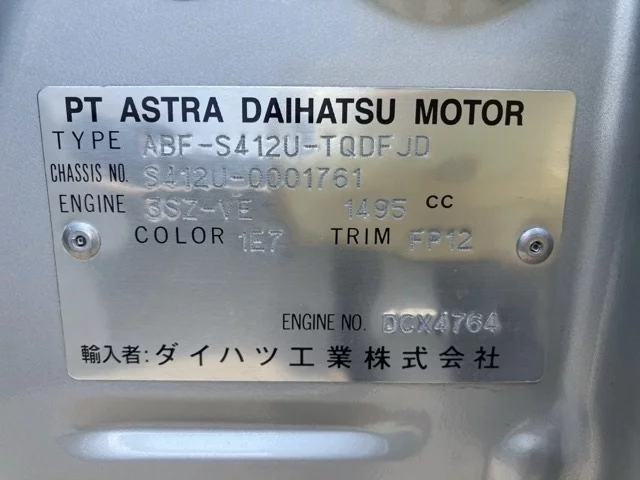 PT ASTRA DAIHATSU MOTOR
TYPE ABF-S412U-TQDFJD
CHASSIS NO. S412U-0001761
ENGINE 3SZ-VE 1495 CC
COLOR 1E7 TRIM FP12
ENGINE NO. DCX4764
輸入者:ダイハツ工業株式会社